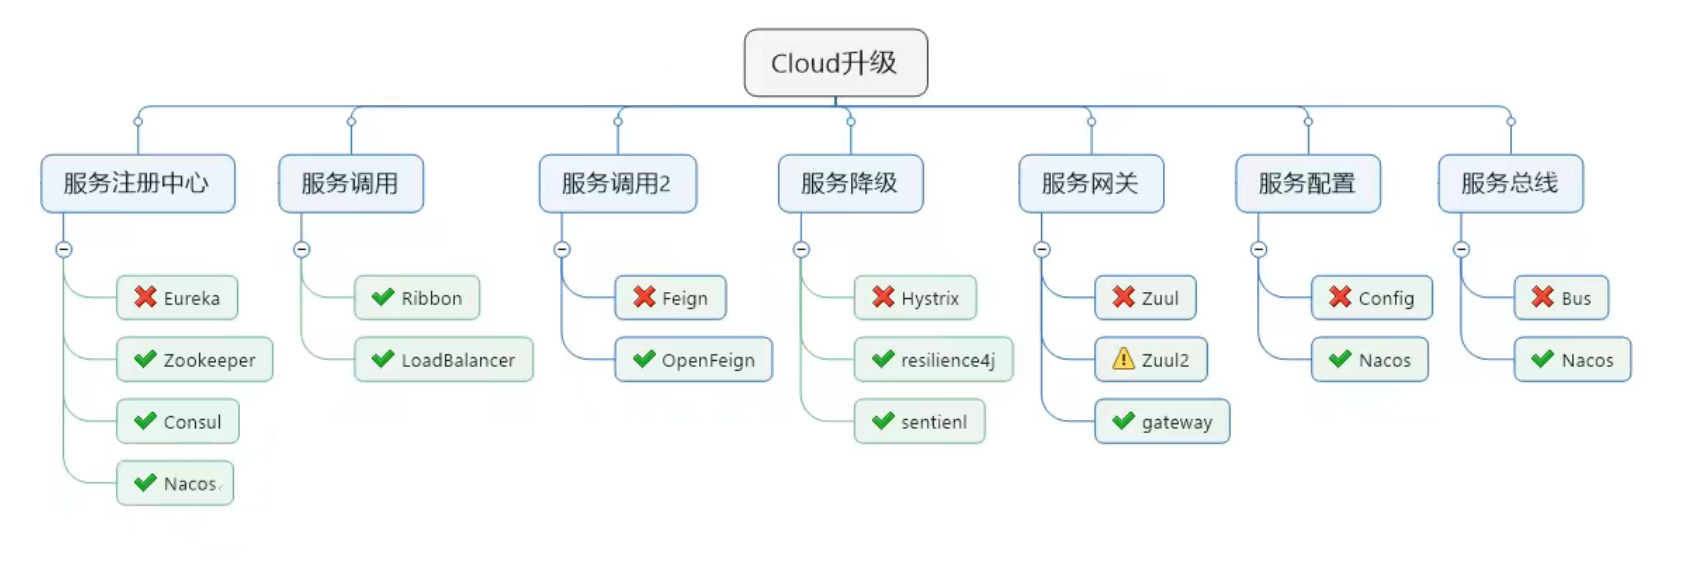 Cloud升级
服务注册中心
服务调用
服务调用2
服务降级
服务网关
服务配置
服务总线
Eureka
Zookeeper
Consul
Nacos
Ribbon
LoadBalancer
Feign
OpenFeign
Hystrix
resilience4j
sentienl
Zuul
Zuul2
gateway
Config
Nacos
Bus
Nacos